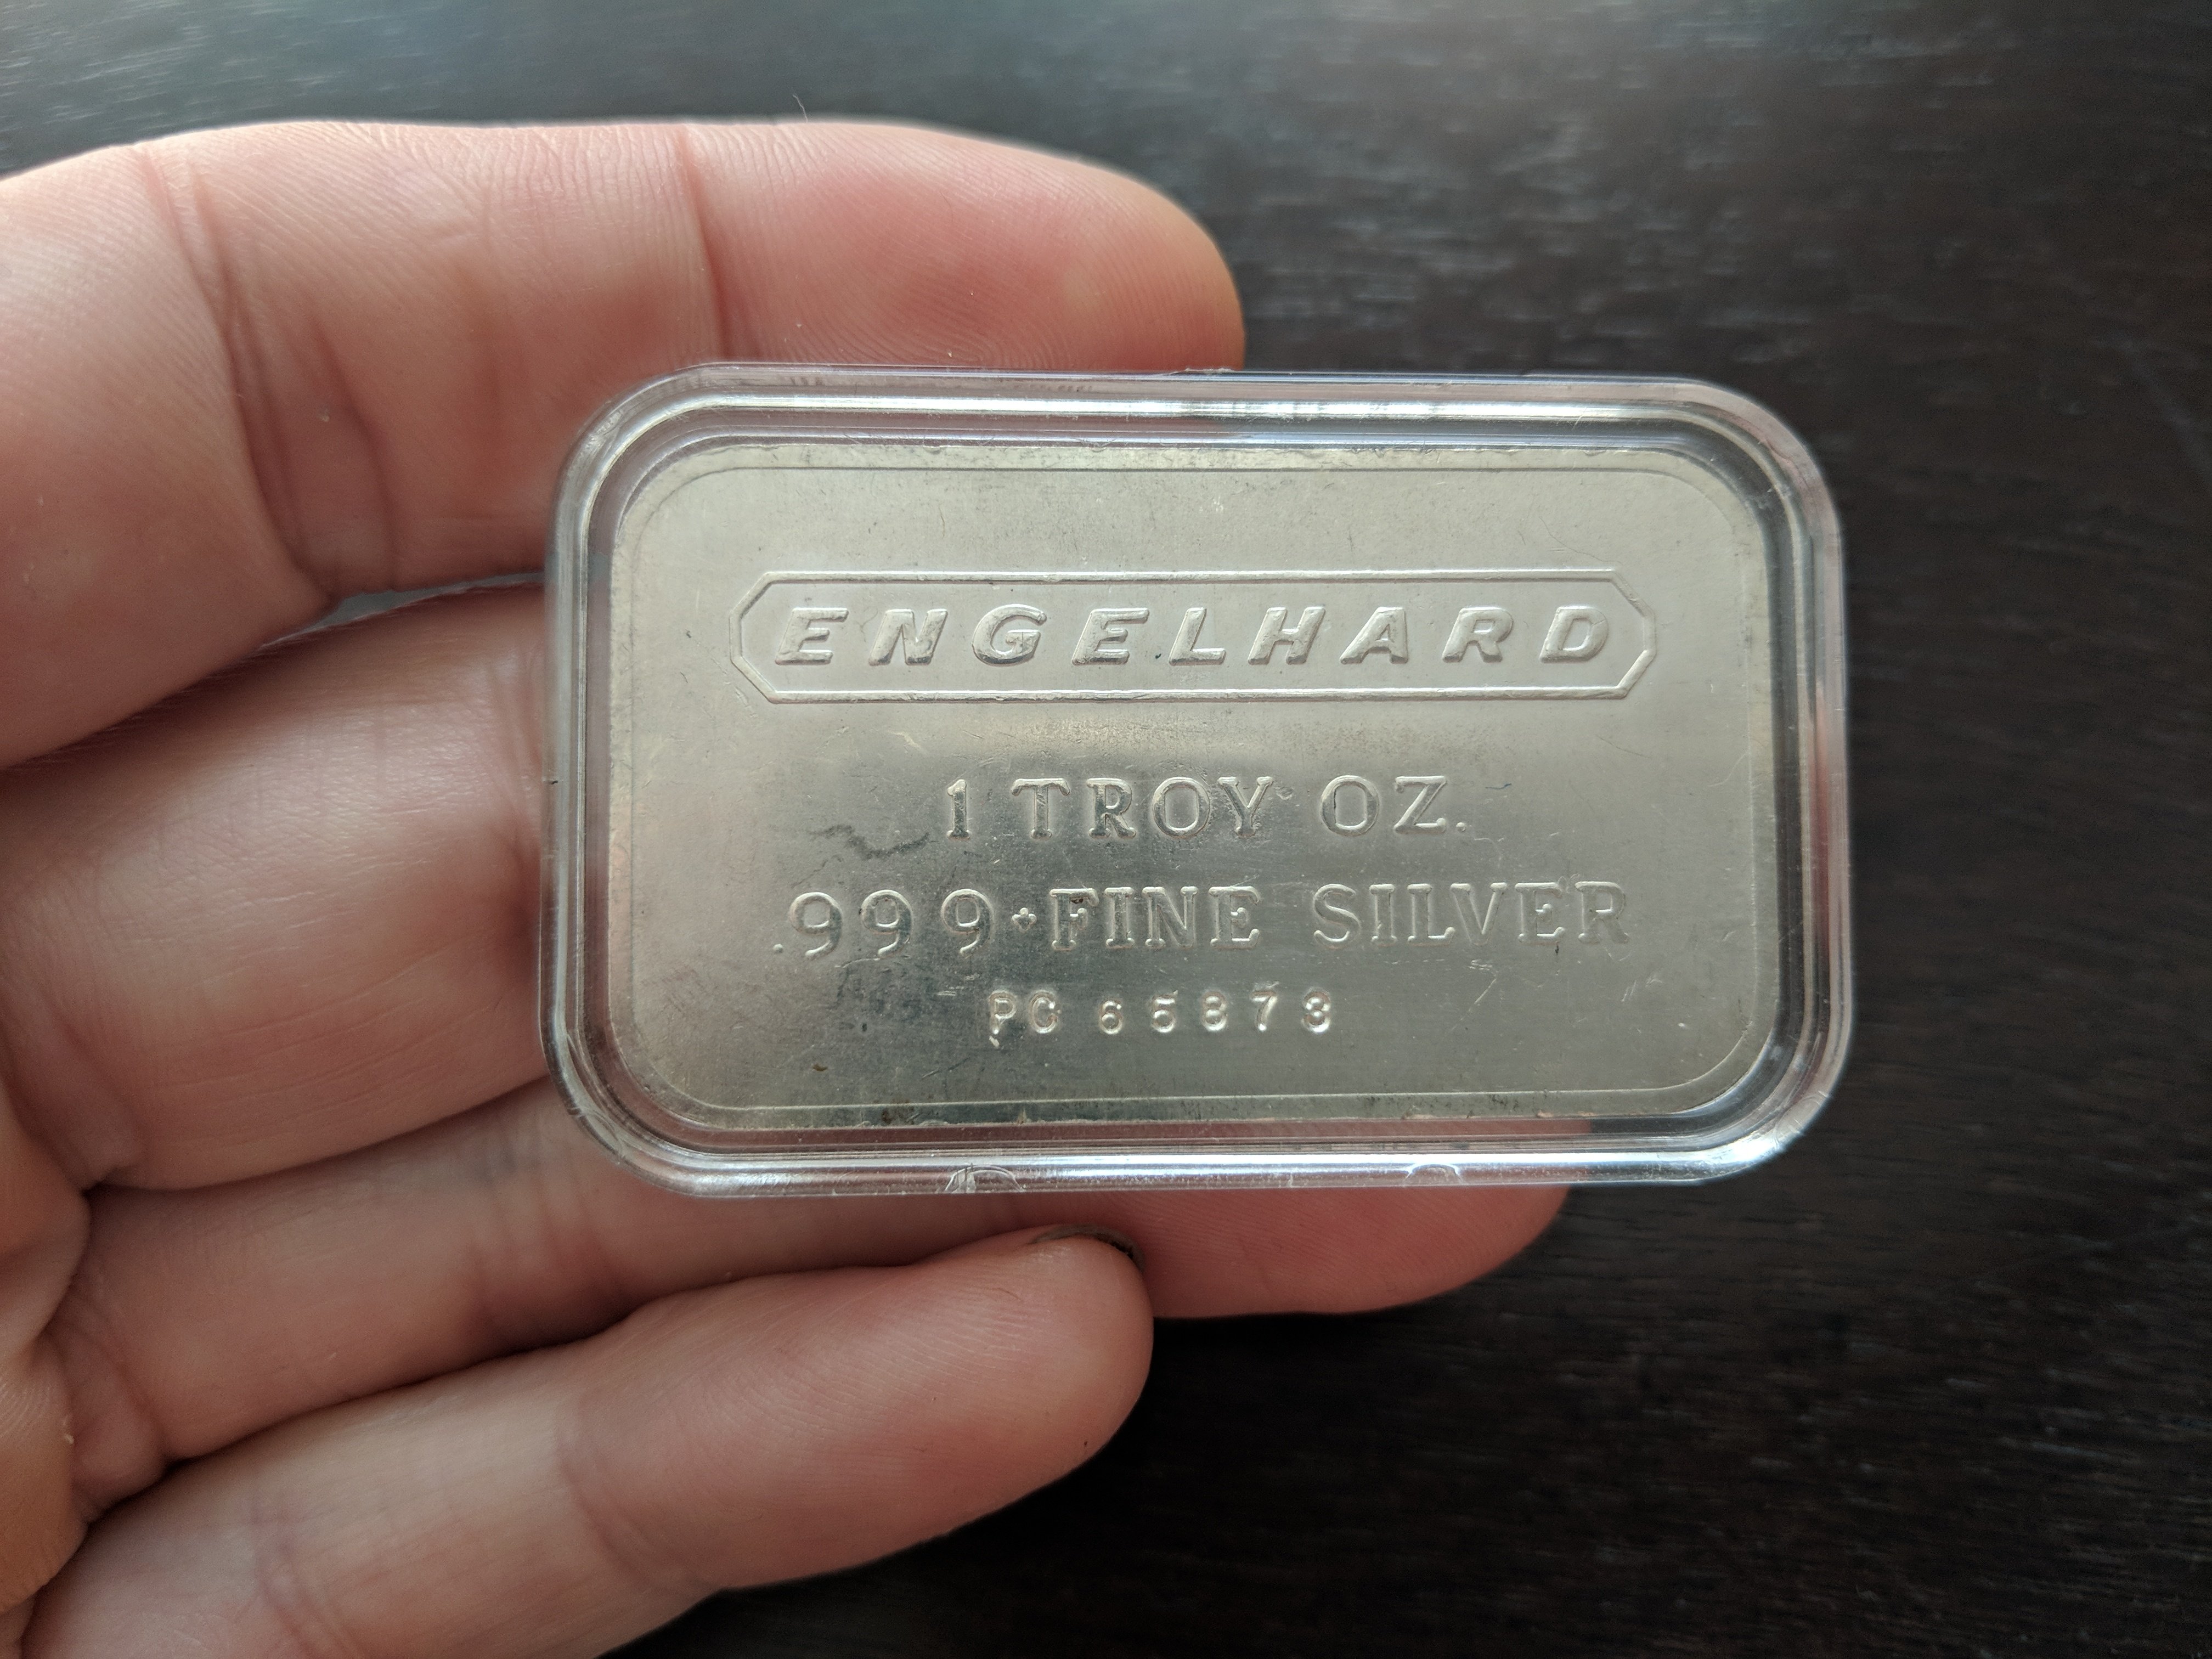 ENGELHARD
1 TROY OZ.
.999+FINE SILVER
PC 65873